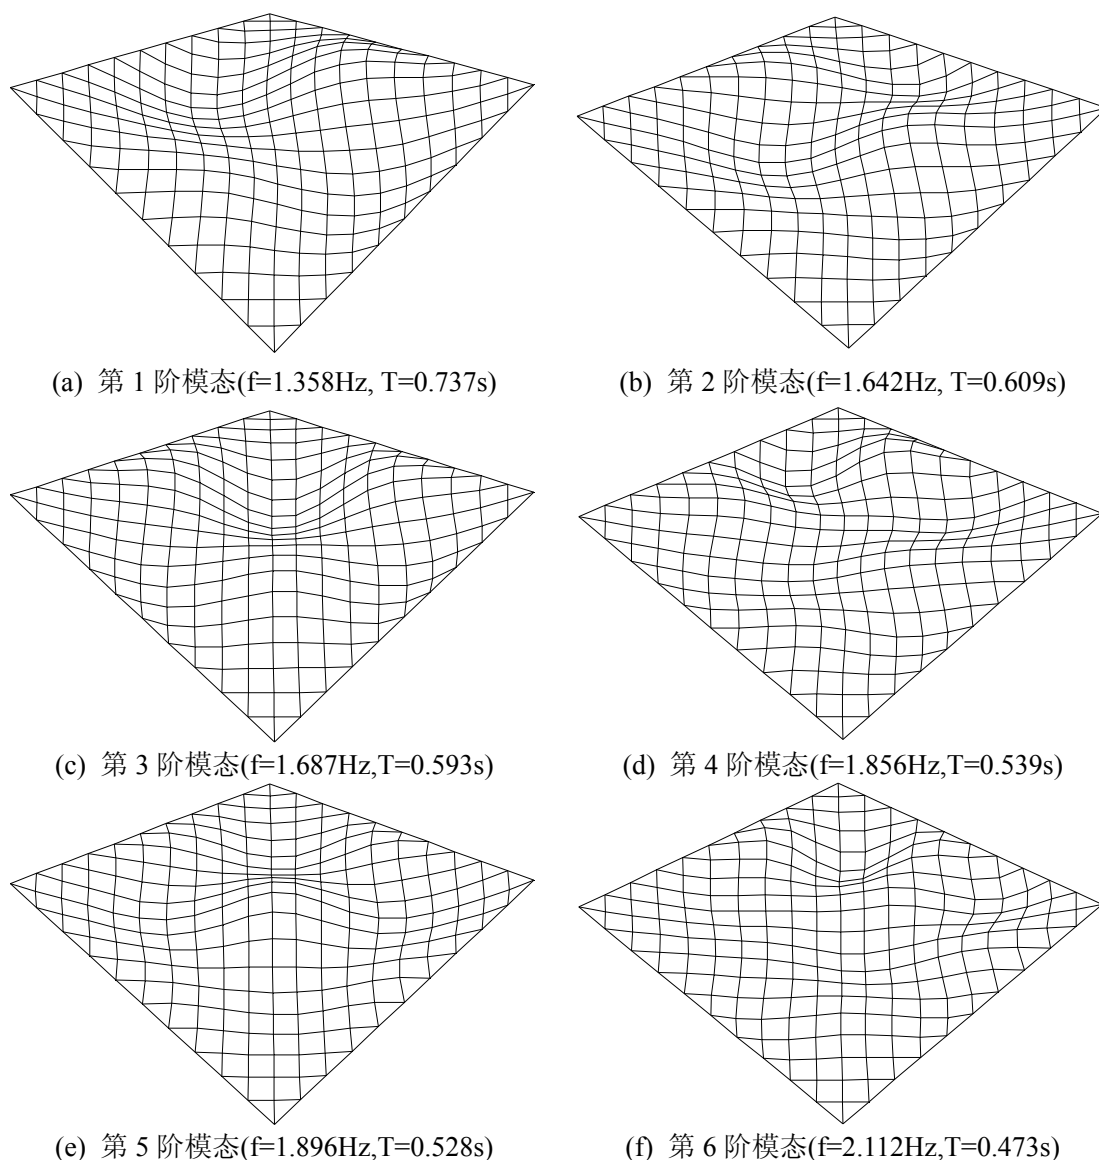 (a) 第 1 阶模态(f=1.358Hz, T=0.737s)
(b) 第 2 阶模态(f=1.642Hz, T=0.609s)
(c) 第 3 阶模态(f=1.687Hz,T=0.593s)
(d) 第 4 阶模态(f=1.856Hz,T=0.539s)
(e) 第 5 阶模态(f=1.896Hz,T=0.528s)
(f) 第 6 阶模态(f=2.112Hz,T=0.473s)